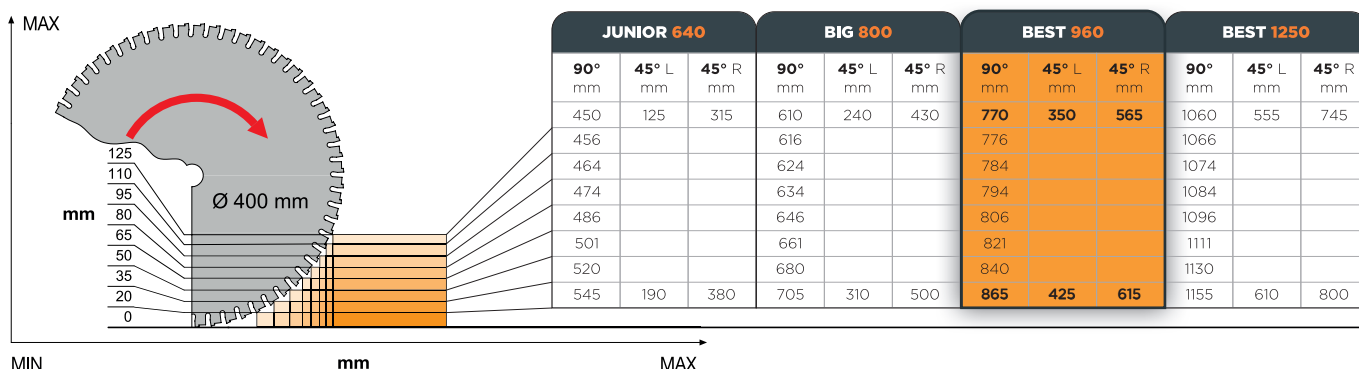 MAX
125
110
95
80
65
50
35
20
0
mm
Ø 400 mm
MIN mm MAX
JUNIOR 640 BIG 800 BEST 960 BEST 1250
90° 45° L 45° R 90° 45° L 45° R 90° 45° L 45° R 90° 45° L 45° R
mm mm mm mm mm mm mm mm mm mm mm mm
450 125 315 610 240 430 770 350 565 1060 555 745
456 616 776 1066
464 624 784 1074
474 634 794 1084
486 646 806 1096
501 661 821 1111
520 680 840 1130
545 190 380 705 310 500 865 425 615 1155 610 800